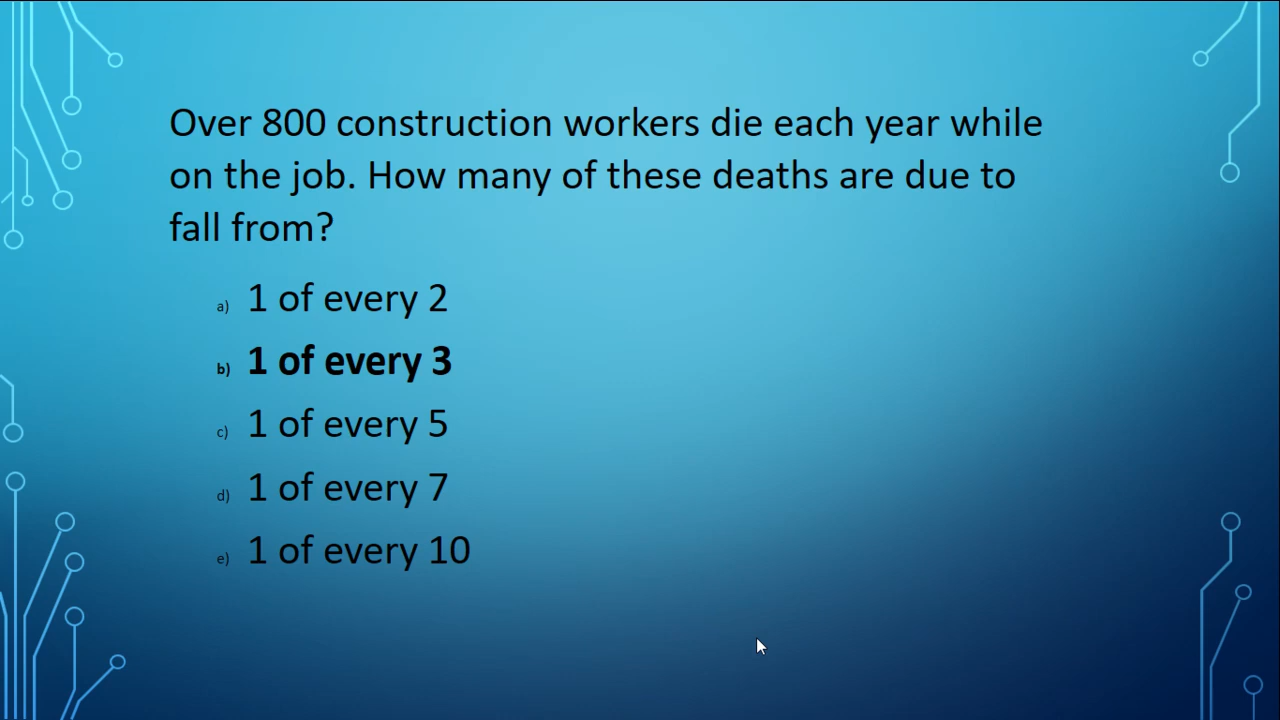 Over 800 construction workers die each year while
on the job. How many of these deaths are due to
fall from?
a) 1 of every 2
b) 1 of every 3
c) 1 of every 5
d) 1 of every 7
e) 1 of every 10